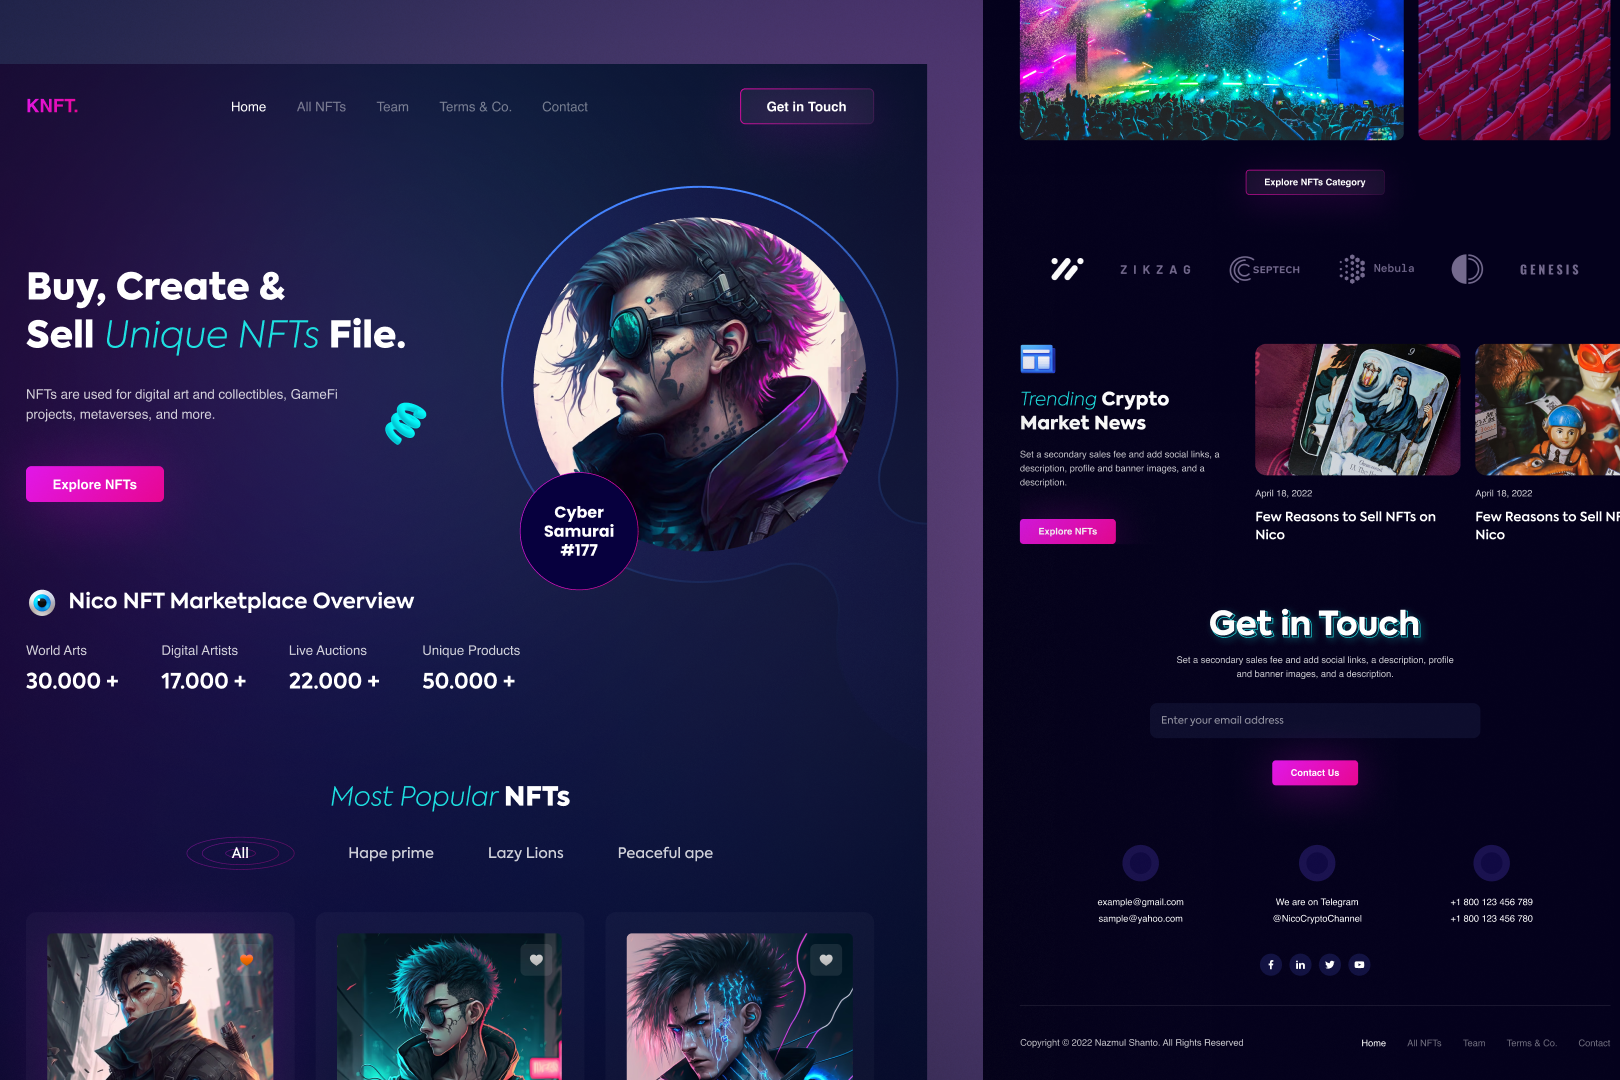 KNFT.
Home
All NFTs
Team
Terms & Co.
Contact
Get in Touch
Buy, Create &
Sell Unique NFTs File.
NFTs are used for digital art and collectibles, GameFi
projects, metaverses, and more.
Explore NFTs
Cyber
Samurai
#177
Nico NFT Marketplace Overview
World Arts
30.000 +
Digital Artists
17.000 +
Live Auctions
22.000 +
Unique Products
50.000 +
Most Popular NFTs
All
Hape prime
Lazy Lions
Peaceful ape
Explore NFTs Category
ZIKZAG
SEPTECH
Nebula
GENESIS
Trending Crypto
Market News
Set a secondary sales fee and add social links, a
description, profile and banner images, and a
description.
Explore NFTs
April 18, 2022
Few Reasons to Sell NFTs on
Nico
April 18, 2022
Few Reasons to Sell NF
Nico
Get in Touch
Set a secondary sales fee and add social links, a description, profile
and banner images, and a description.
Enter your email address
Contact Us
example@gmail.com
sample@yahoo.com
We are on Telegram
@NicoCryptoChannel
+1 800 123 456 789
+1 800 123 456 780
Copyright © 2022 Nazmul Shanto. All Rights Reserved
Home
All NFTs
Team
Terms & Co.
Contact